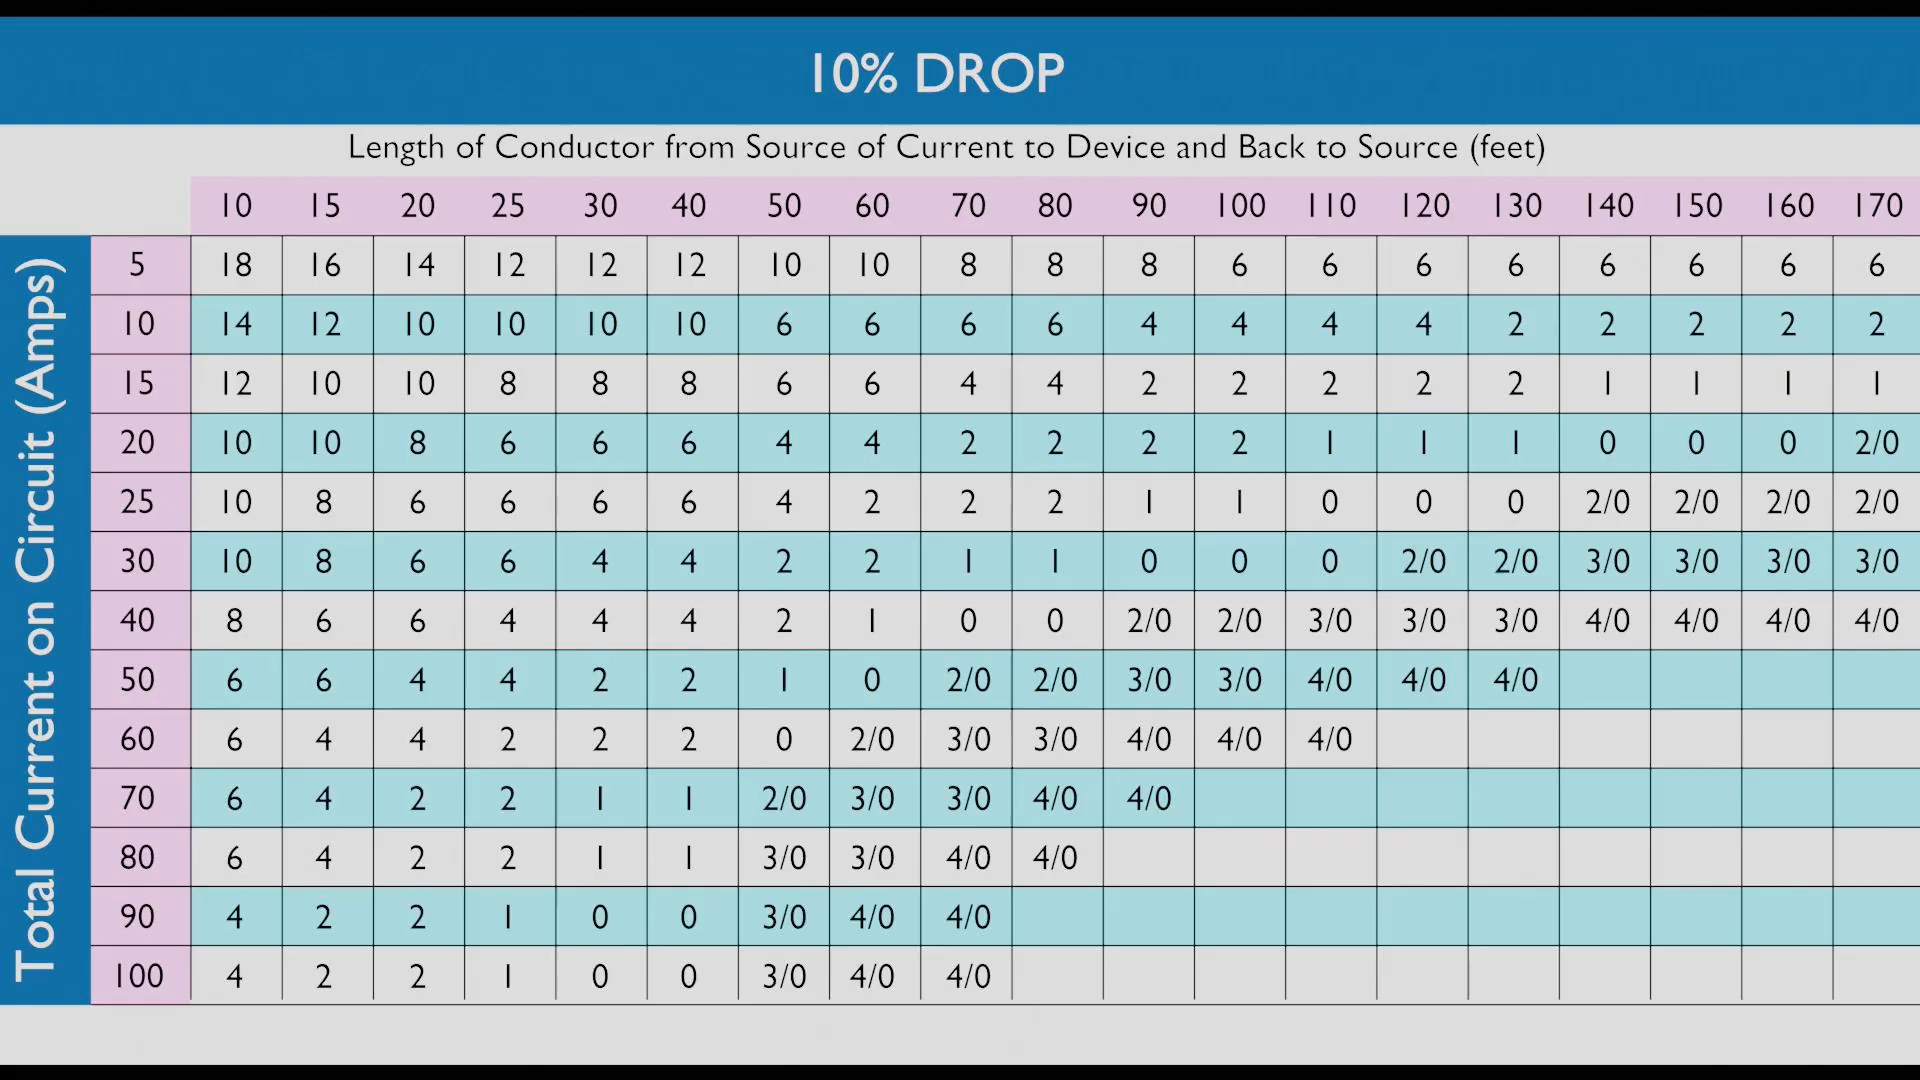 10% DROP
Length of Conductor from Source of Current to Device and Back to Source (feet)
10 15 20 25 30 40 50 60 70 80 90 100 110 120 130 140 150 160 170
Total Current on Circuit (Amps)
5 18 16 14 12 12 12 10 10 8 8 8 6 6 6 6 6 6 6 6
10 14 12 10 10 10 10 6 6 6 6 4 4 4 4 2 2 2 2 2
15 12 10 10 8 8 8 6 6 4 4 2 2 2 2 2 1 1 1 1
20 10 10 8 6 6 6 4 4 2 2 2 2 1 1 1 0 0 0 2/0
25 10 8 6 6 6 6 4 2 2 2 1 1 0 0 0 2/0 2/0 2/0 2/0
30 10 8 6 6 4 4 2 2 1 1 0 0 0 2/0 2/0 3/0 3/0 3/0 3/0
40 8 6 6 4 4 4 2 1 0 0 2/0 2/0 3/0 3/0 3/0 4/0 4/0 4/0 4/0
50 6 6 4 4 2 2 1 0 2/0 2/0 3/0 3/0 4/0 4/0 4/0
60 6 4 4 2 2 2 0 2/0 3/0 3/0 4/0 4/0 4/0
70 6 4 2 2 1 1 2/0 3/0 3/0 4/0 4/0
80 6 4 2 2 1 1 3/0 3/0 4/0 4/0
90 4 2 2 1 0 0 3/0 4/0 4/0
100 4 2 2 1 0 0 3/0 4/0 4/0